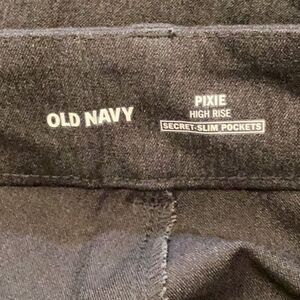 OLD NAVY
PIXIE
HIGH RISE
SECRET-SLIM POCKETS